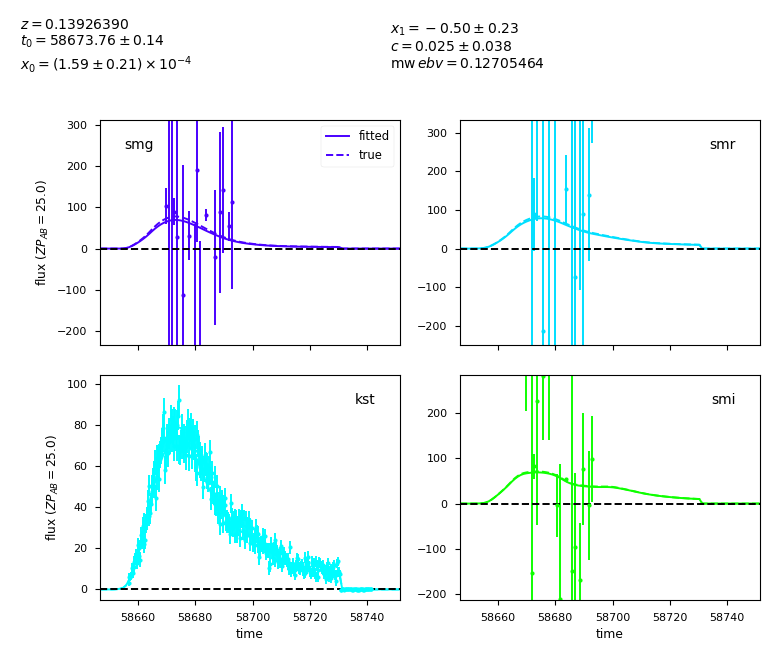 z = 0.13926390
t₀ = 58673.76 ± 0.14
x₀ = (1.59 ± 0.21) × 10⁻⁴
x₁ = −0.50 ± 0.23
c = 0.025 ± 0.038
mw ebv = 0.12705464
smg
fitted
true
300
200
100
0
−100
−200
flux (ZP_AB = 25.0)
smr
300
200
100
0
−100
−200
kst
100
80
60
40
20
0
flux (ZP_AB = 25.0)
58660 58680 58700 58720 58740
time
smi
200
100
0
−100
−200
58660 58680 58700 58720 58740
time